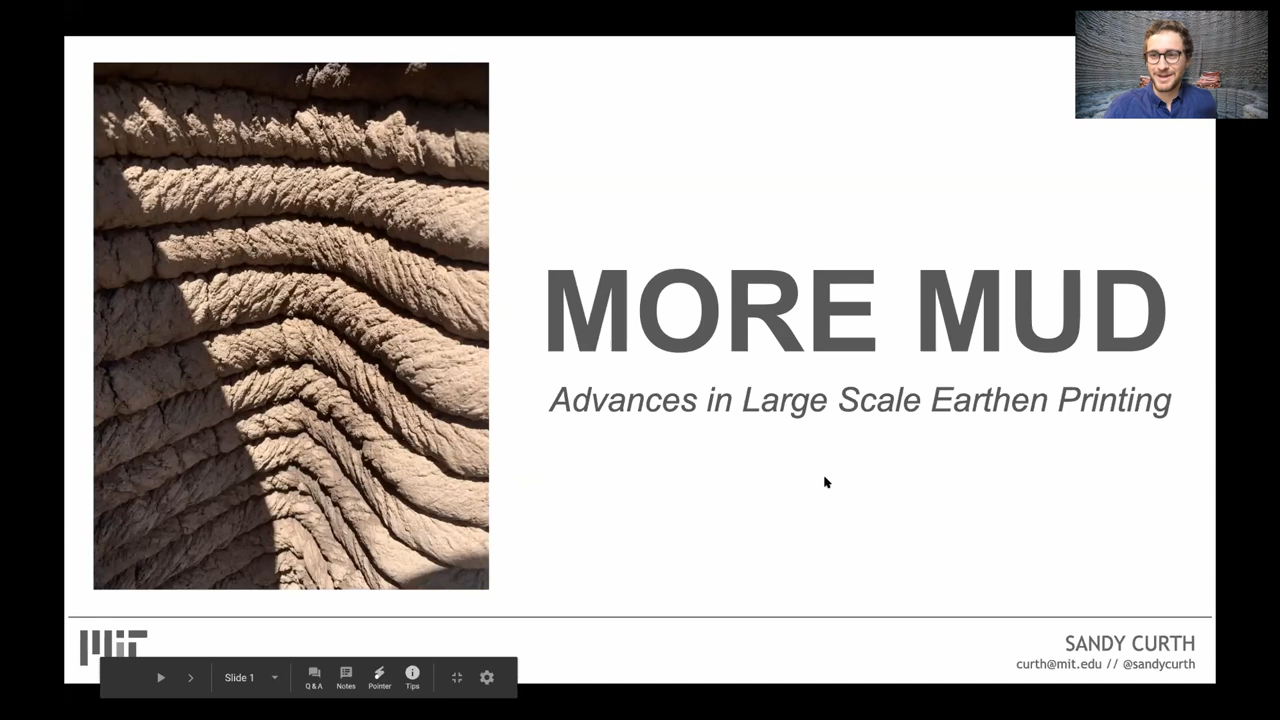 MORE MUD
Advances in Large Scale Earthen Printing
MiT
SANDY CURTH
curth@mit.edu // @sandycurth
Slide 1
Q&A
Notes
Pointer
Tips